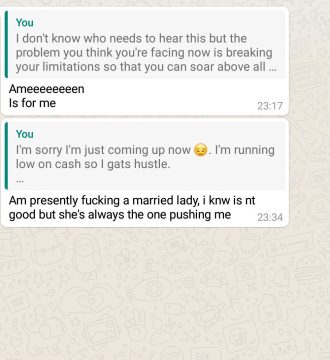 You
I don't know who needs to hear this but the
problem you think you're facing now is breaking
your limitations so that you can soar above all ...
Ameeeeeeeen
Is for me
23:17
You
I'm sorry I'm just coming up now 😔. I'm running
low on cash so I gats hustle.
...
Am presently fucking a married lady, i knw is nt
good but she's always the one pushing me
23:34